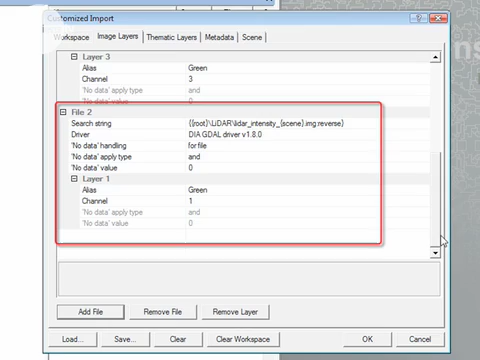 Customized Import
Workspace Image Layers Thematic Layers Metadata Scene
Layer 3
Alias Green
Channel 3
'No data' apply type and
'No data' value 0
File 2
Search string {{root}\LiDAR\lidar_intensity_{scene}.img:reverse}
Driver DIA GDAL driver v1.8.0
'No data' handling for file
'No data' apply type and
'No data' value 0
Layer 1
Alias Green
Channel 1
'No data' apply type and
'No data' value 0
Add File Remove File Remove Layer
Load... Save... Clear Clear Workspace OK Cancel